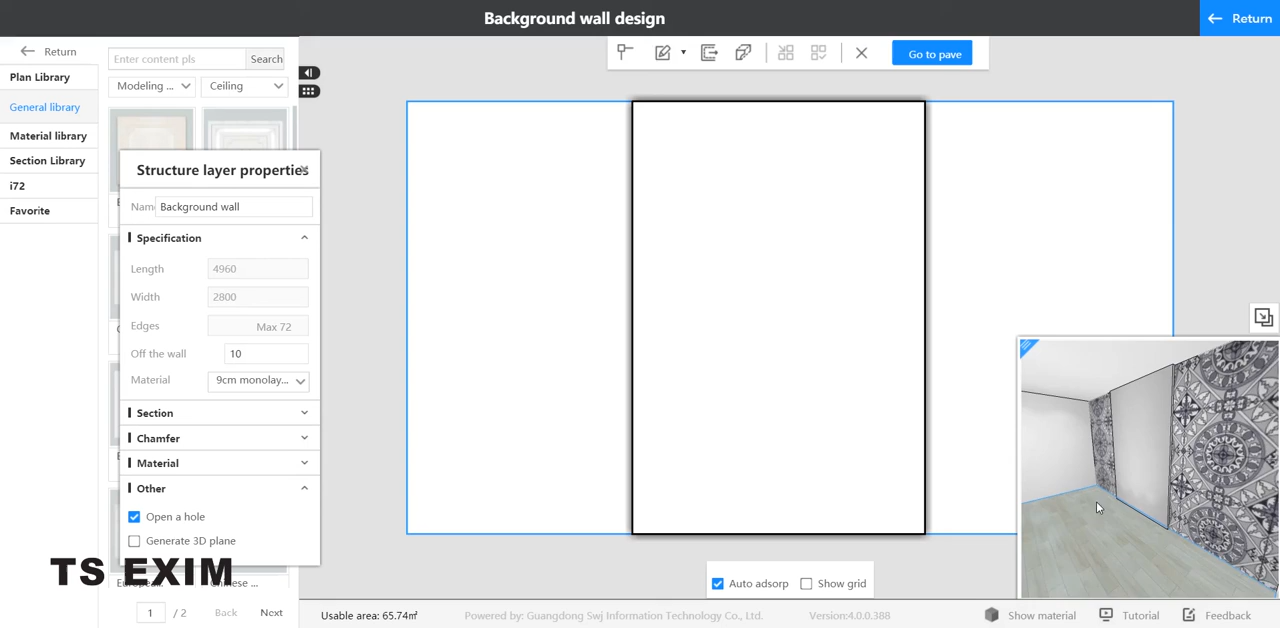 Background wall design
Return
Return
Plan Library
General library
Material library
Section Library
i72
Favorite
Enter content pls
Search
Modeling ...
Ceiling
Go to pave
Structure layer properties
Name
Background wall
Specification
Length
4960
Width
2800
Edges
Max 72
Off the wall
10
Material
9cm monolay...
Section
Chamfer
Material
Other
Open a hole
Generate 3D plane
TS EXIM
Chinese ...
1 / 2
Back
Next
Auto adsorp
Show grid
Usable area: 65.74㎡
Powered by: Guangdong Swj Information Technology Co., Ltd.
Version:4.0.0.388
Show material
Tutorial
Feedback